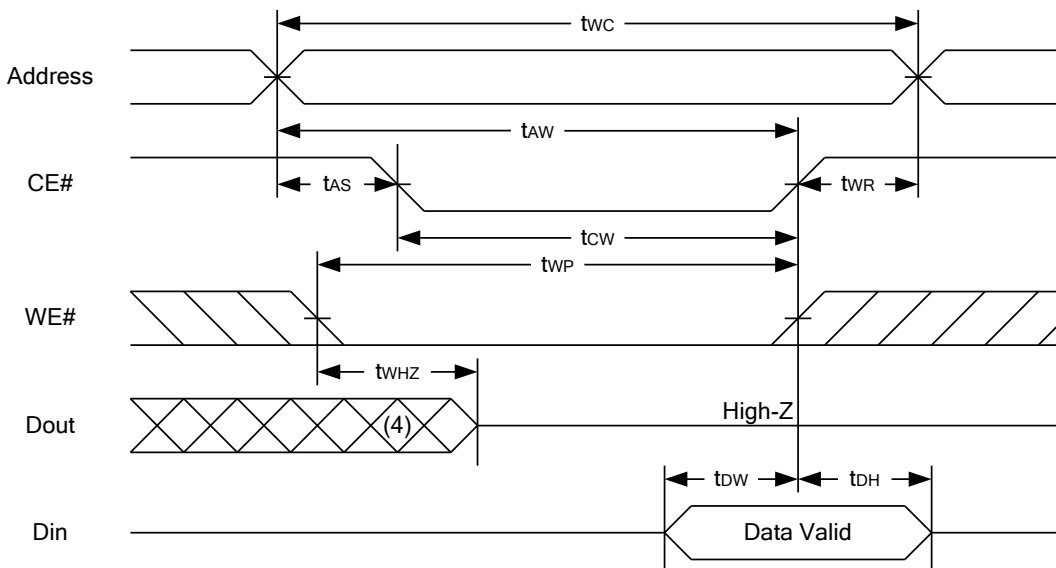 tWC
Address
tAW
CE#
tAS
tWR
tCW
tWP
WE#
tWHZ
Dout
(4)
High-Z
tDW
tDH
Din
Data Valid